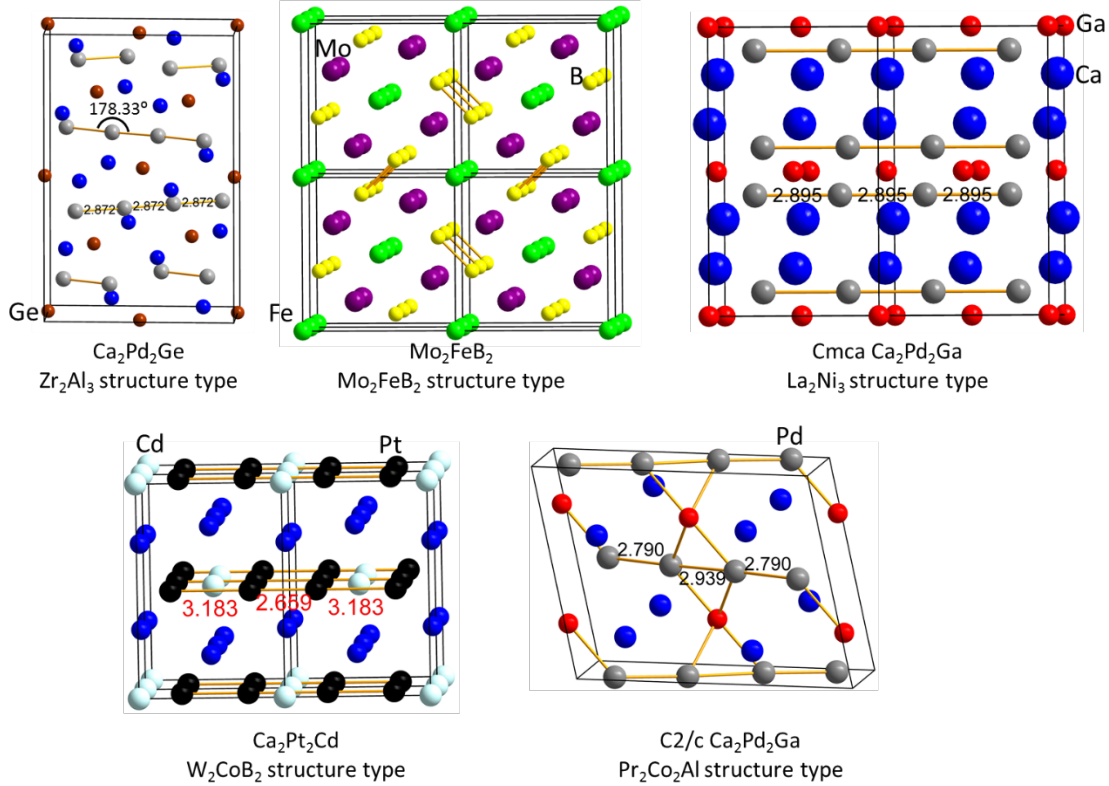 178.33°
2.872 2.872 2.872
Ge
Ca₂Pd₂Ge
Zr₂Al₃ structure type
Mo
B
Fe
Mo₂FeB₂
Mo₂FeB₂ structure type
Ga
Ca
2.895 2.895 2.895
Cmca Ca₂Pd₂Ga
La₂Ni₃ structure type
Cd Pt
3.183 2.659 3.183
Ca₂Pt₂Cd
W₂CoB₂ structure type
Pd
2.790 2.790
2.939
C2/c Ca₂Pd₂Ga
Pr₂Co₂Al structure type